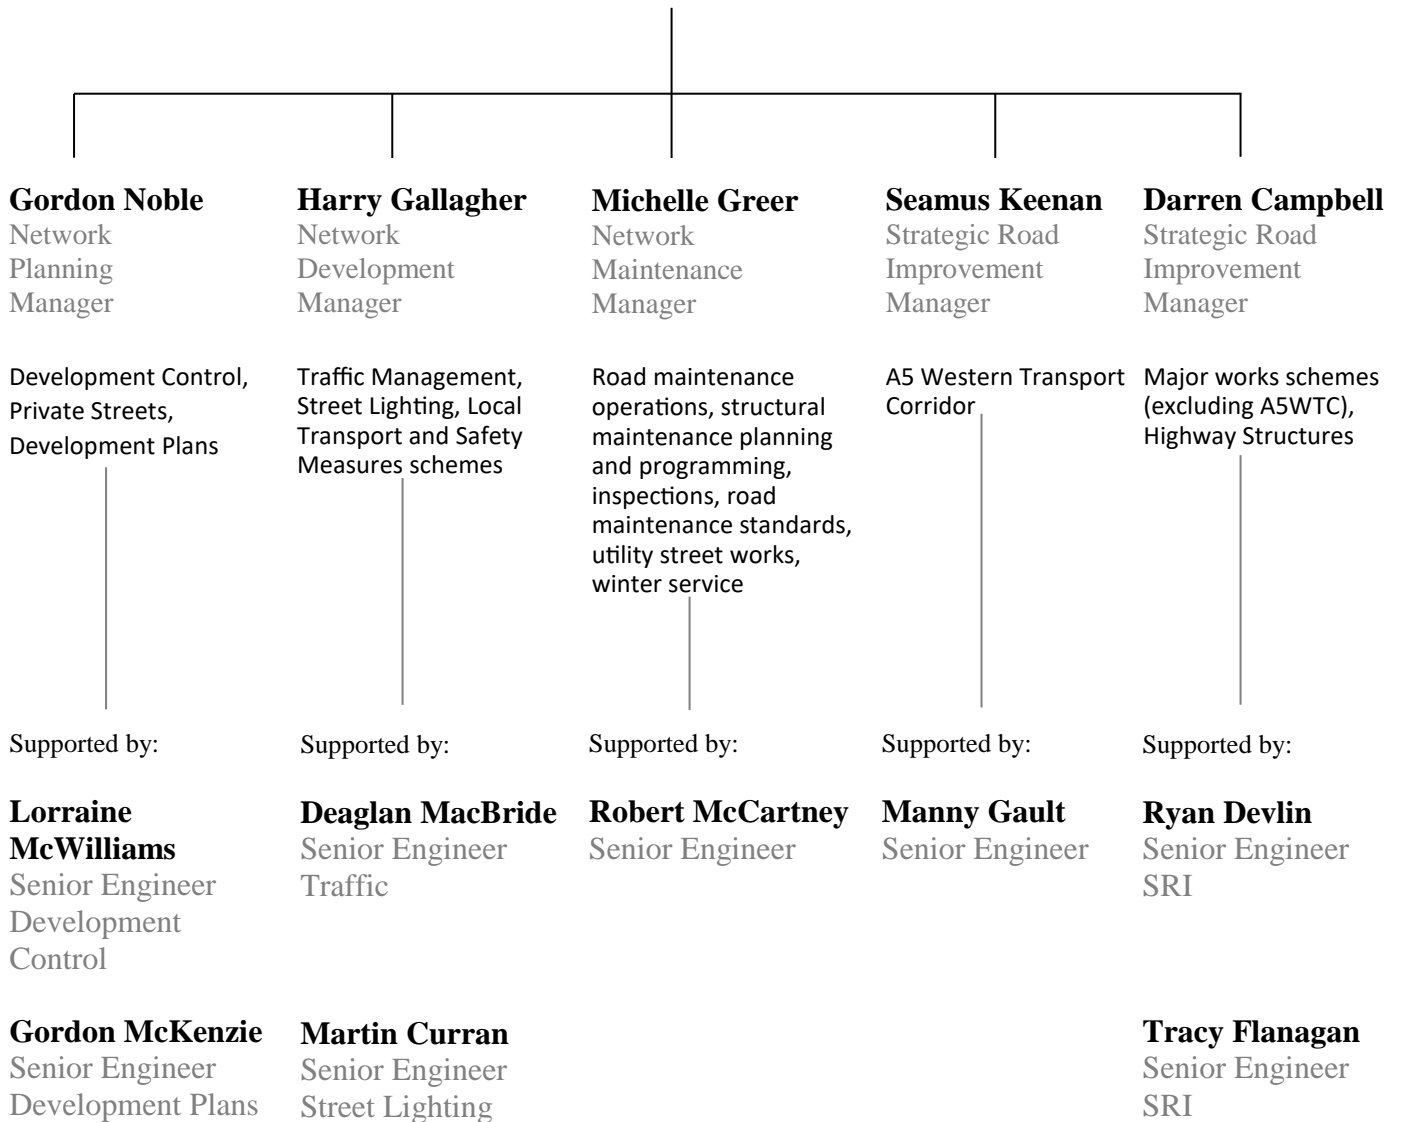 Gordon Noble
Network
Planning
Manager
Development Control,
Private Streets,
Development Plans
Supported by:
Lorraine
McWilliams
Senior Engineer
Development
Control
Gordon McKenzie
Senior Engineer
Development Plans
Harry Gallagher
Network
Development
Manager
Traffic Management,
Street Lighting, Local
Transport and Safety
Measures schemes
Supported by:
Deaglan MacBride
Senior Engineer
Traffic
Martin Curran
Senior Engineer
Street Lighting
Michelle Greer
Network
Maintenance
Manager
Road maintenance
operations, structural
maintenance planning
and programming,
inspections, road
maintenance standards,
utility street works,
winter service
Supported by:
Robert McCartney
Senior Engineer
Seamus Keenan
Strategic Road
Improvement
Manager
A5 Western Transport
Corridor
Supported by:
Manny Gault
Senior Engineer
Darren Campbell
Strategic Road
Improvement
Manager
Major works schemes
(excluding A5WTC),
Highway Structures
Supported by:
Ryan Devlin
Senior Engineer
SRI
Tracy Flanagan
Senior Engineer
SRI